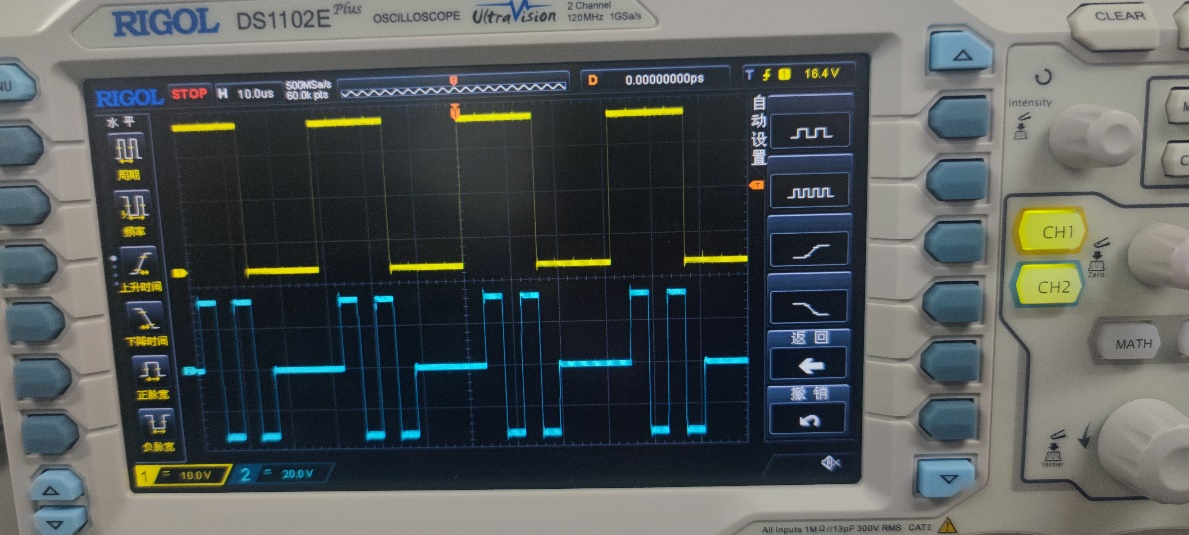 RIGOL DS1102E Plus OSCILLOSCOPE UltraVision 2 Channel
120MHz 1GSa/s
CLEAR
NU
RIGOL STOP H 10.0us 500MSa/s
60.0k pts
D 0.00000000ps
T 1 16.4V
水平
周期
频率
上升时间
下降时间
正脉宽
负脉宽
自动设置
返回
撤销
T
T
1 = 10.0V 2 = 20.0V
Intensity
CH1
CH2
Zero
MATH
Vernier
All Inputs 1MΩ//13pF 300V RMS CAT I